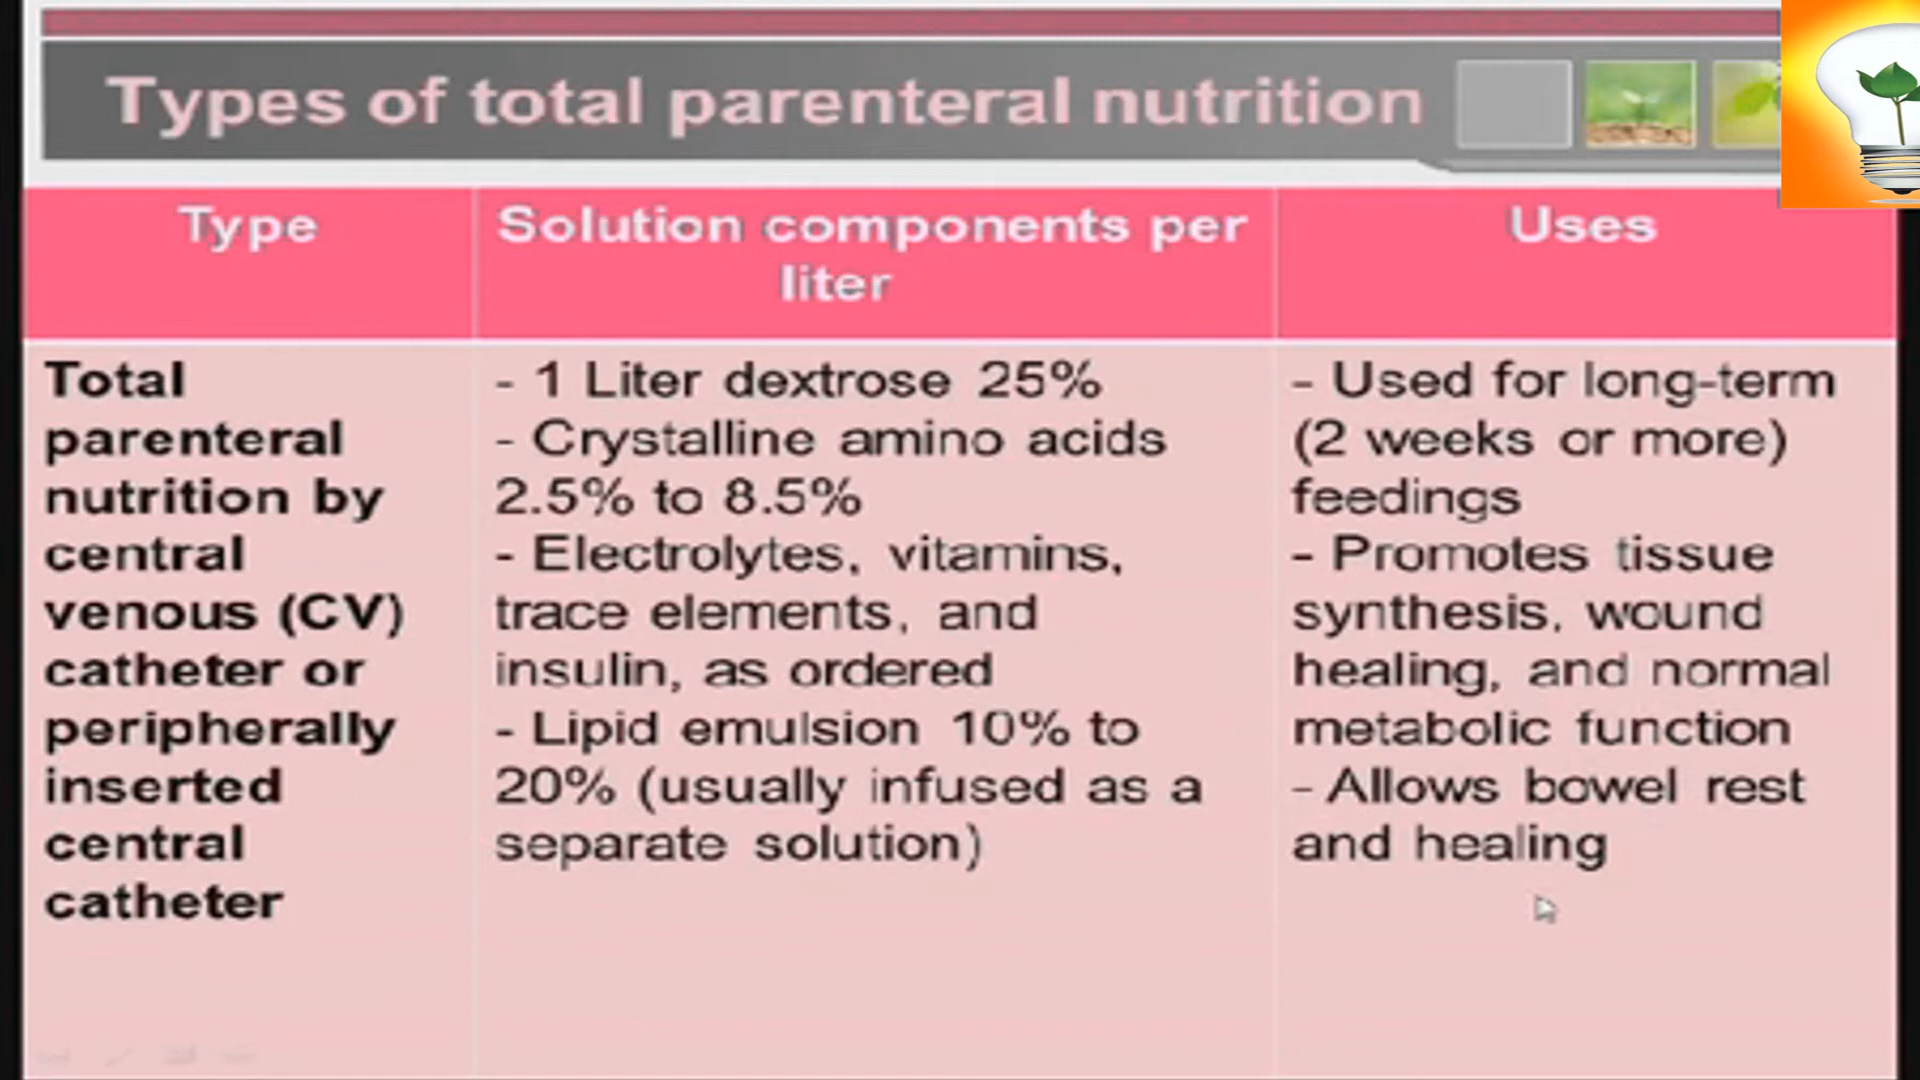 Types of total parenteral nutrition
Type
Solution components per
liter
Uses
Total
parenteral
nutrition by
central
venous (CV)
catheter or
peripherally
inserted
central
catheter
- 1 Liter dextrose 25%
- Crystalline amino acids
2.5% to 8.5%
- Electrolytes, vitamins,
trace elements, and
insulin, as ordered
- Lipid emulsion 10% to
20% (usually infused as a
separate solution)
- Used for long-term
(2 weeks or more)
feedings
- Promotes tissue
synthesis, wound
healing, and normal
metabolic function
- Allows bowel rest
and healing